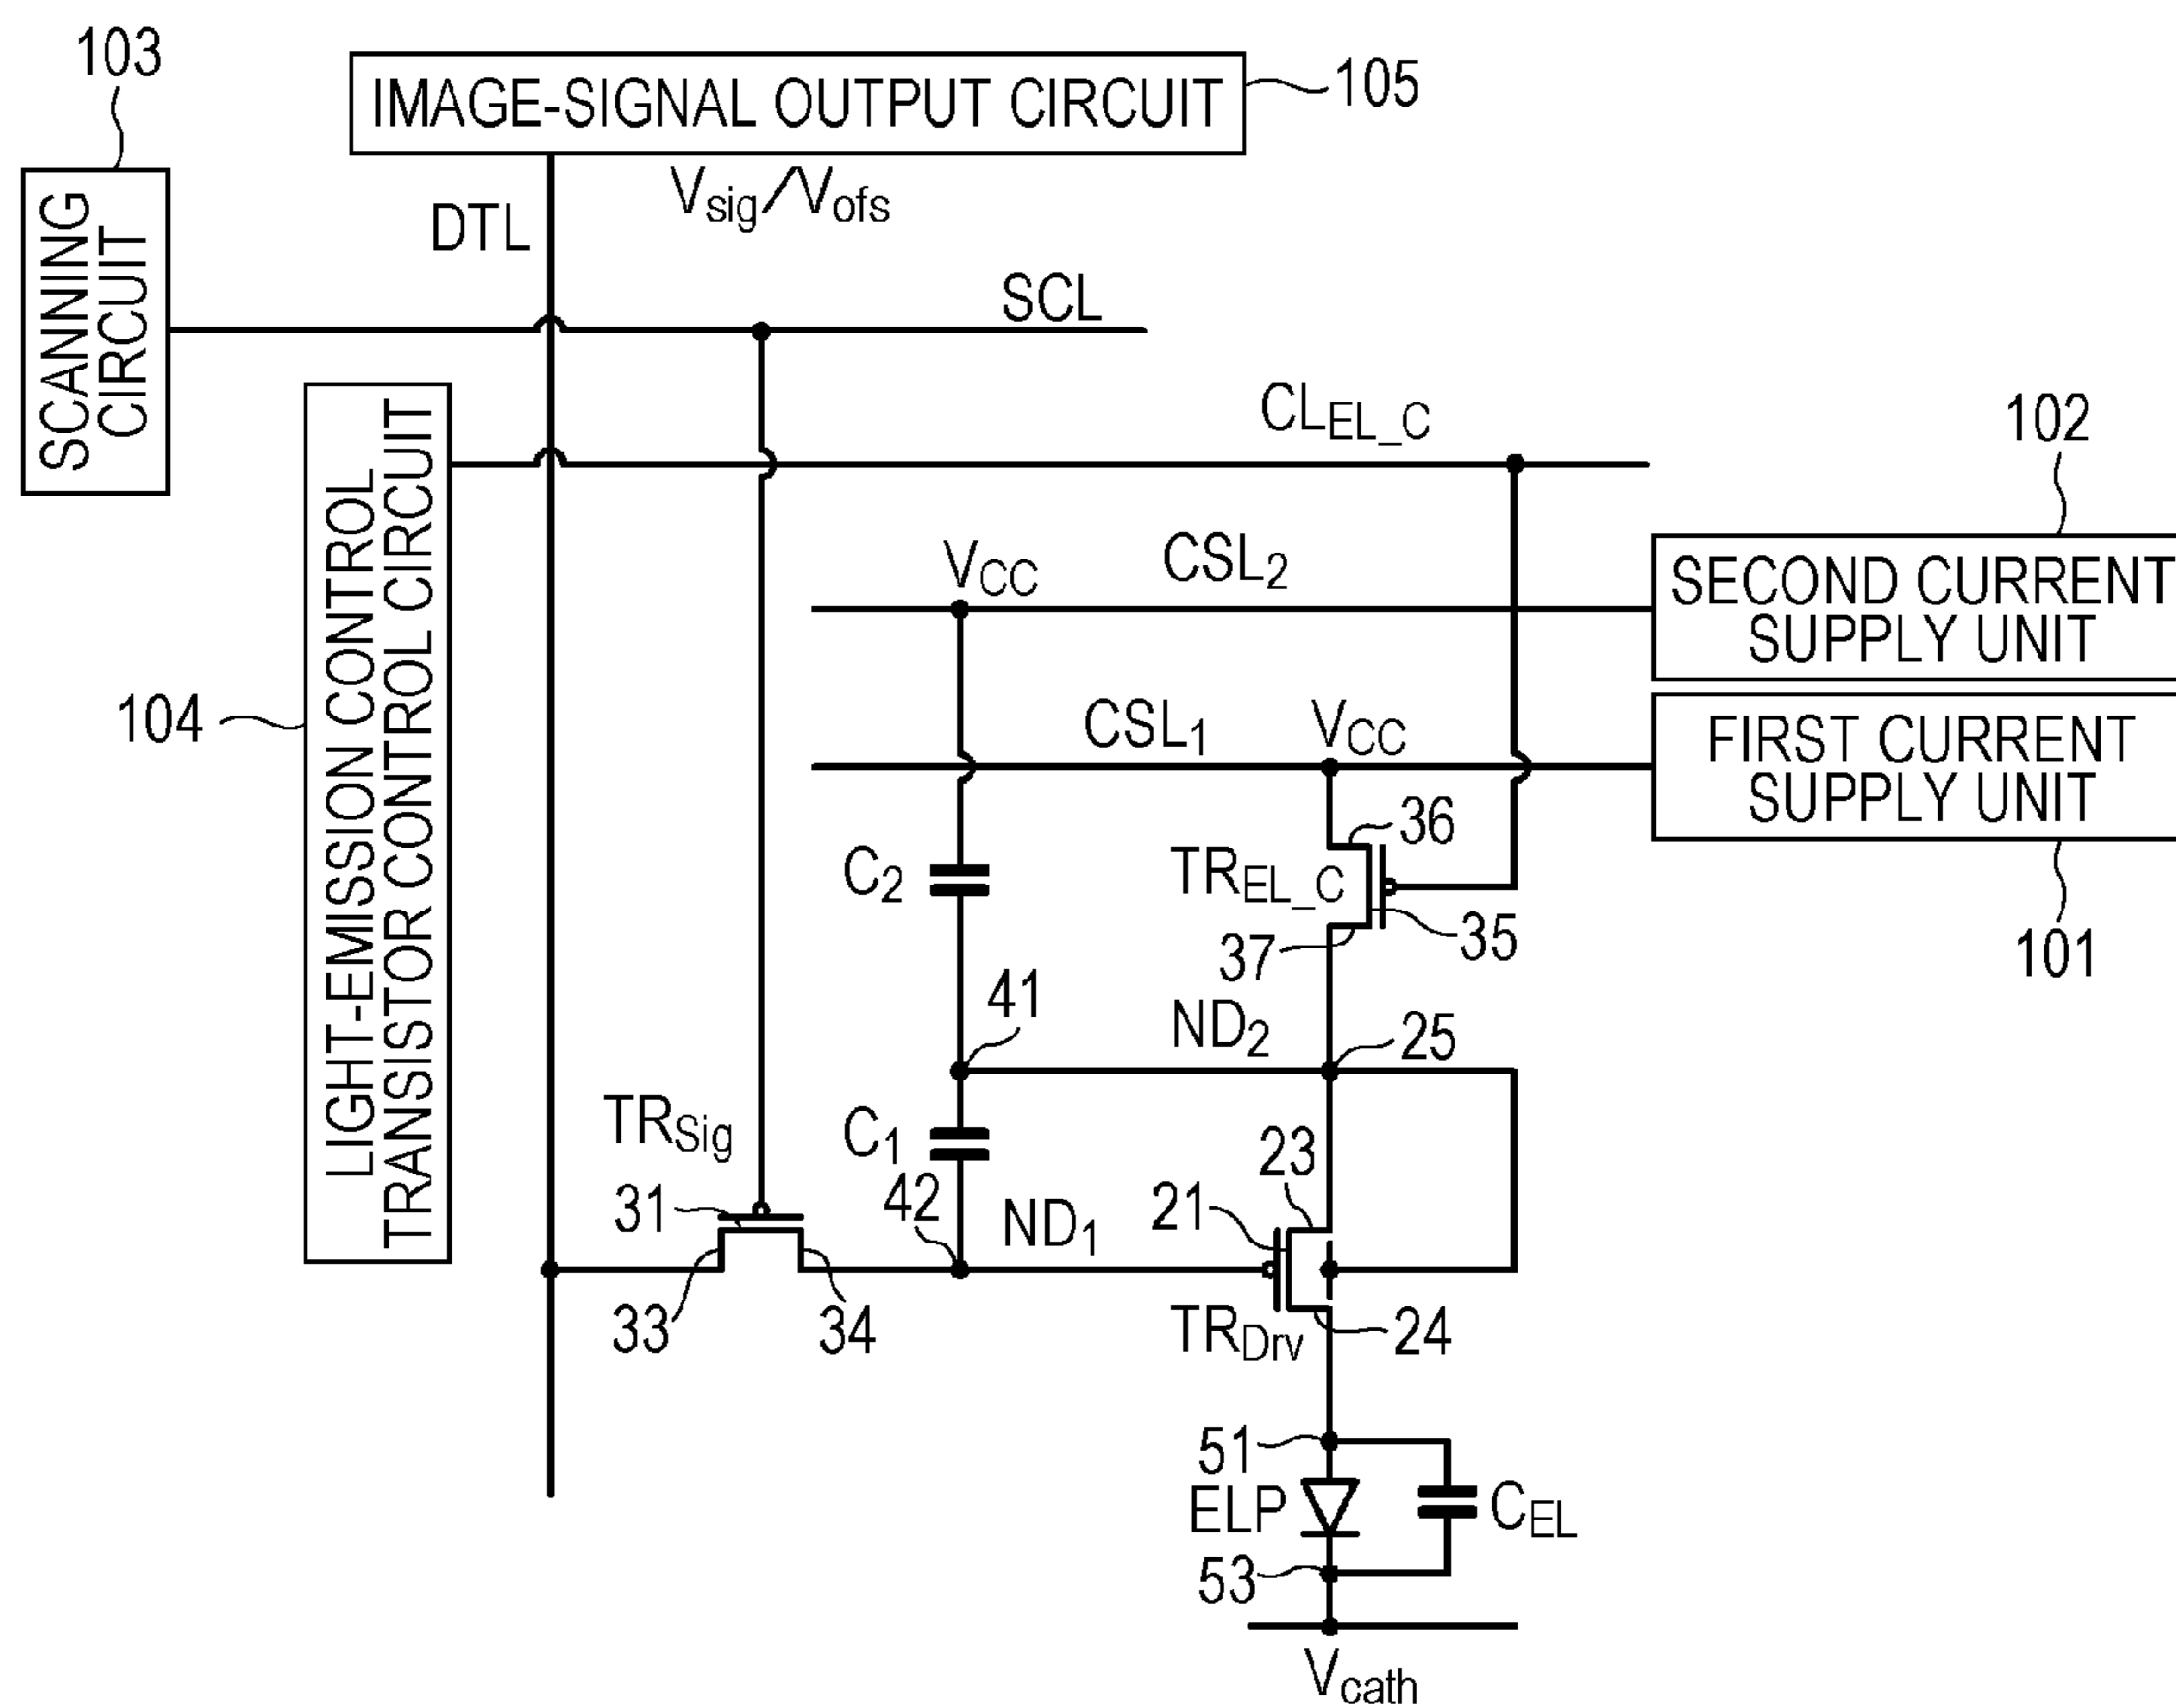 103
IMAGE-SIGNAL OUTPUT CIRCUIT
105
SCANNING
CIRCUIT
DTL
Vsig/Vofs
SCL
CLEL_C
102
LIGHT-EMISSION CONTROL
TRANSISTOR CONTROL CIRCUIT
104
VCC
CSL2
SECOND CURRENT
SUPPLY UNIT
CSL1
VCC
FIRST CURRENT
SUPPLY UNIT
101
36
C2
TREL_C
35
37
41
ND2
25
TRSig
C1
23
31
42
ND1
21
33
34
TRDrv
24
51
ELP
CEL
53
Vcath